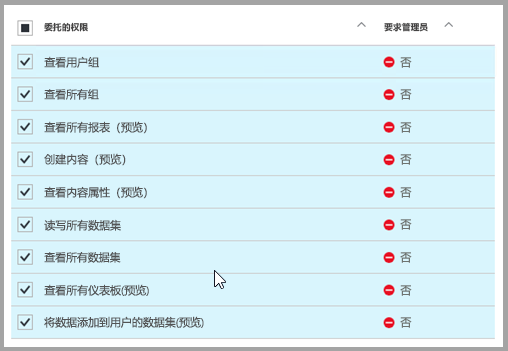 委托的权限 要求管理员
查看用户组 否
查看所有组 否
查看所有报表（预览） 否
创建内容（预览） 否
查看内容属性（预览） 否
读写所有数据集 否
查看所有数据集 否
查看所有仪表板(预览) 否
将数据添加到用户的数据集(预览) 否